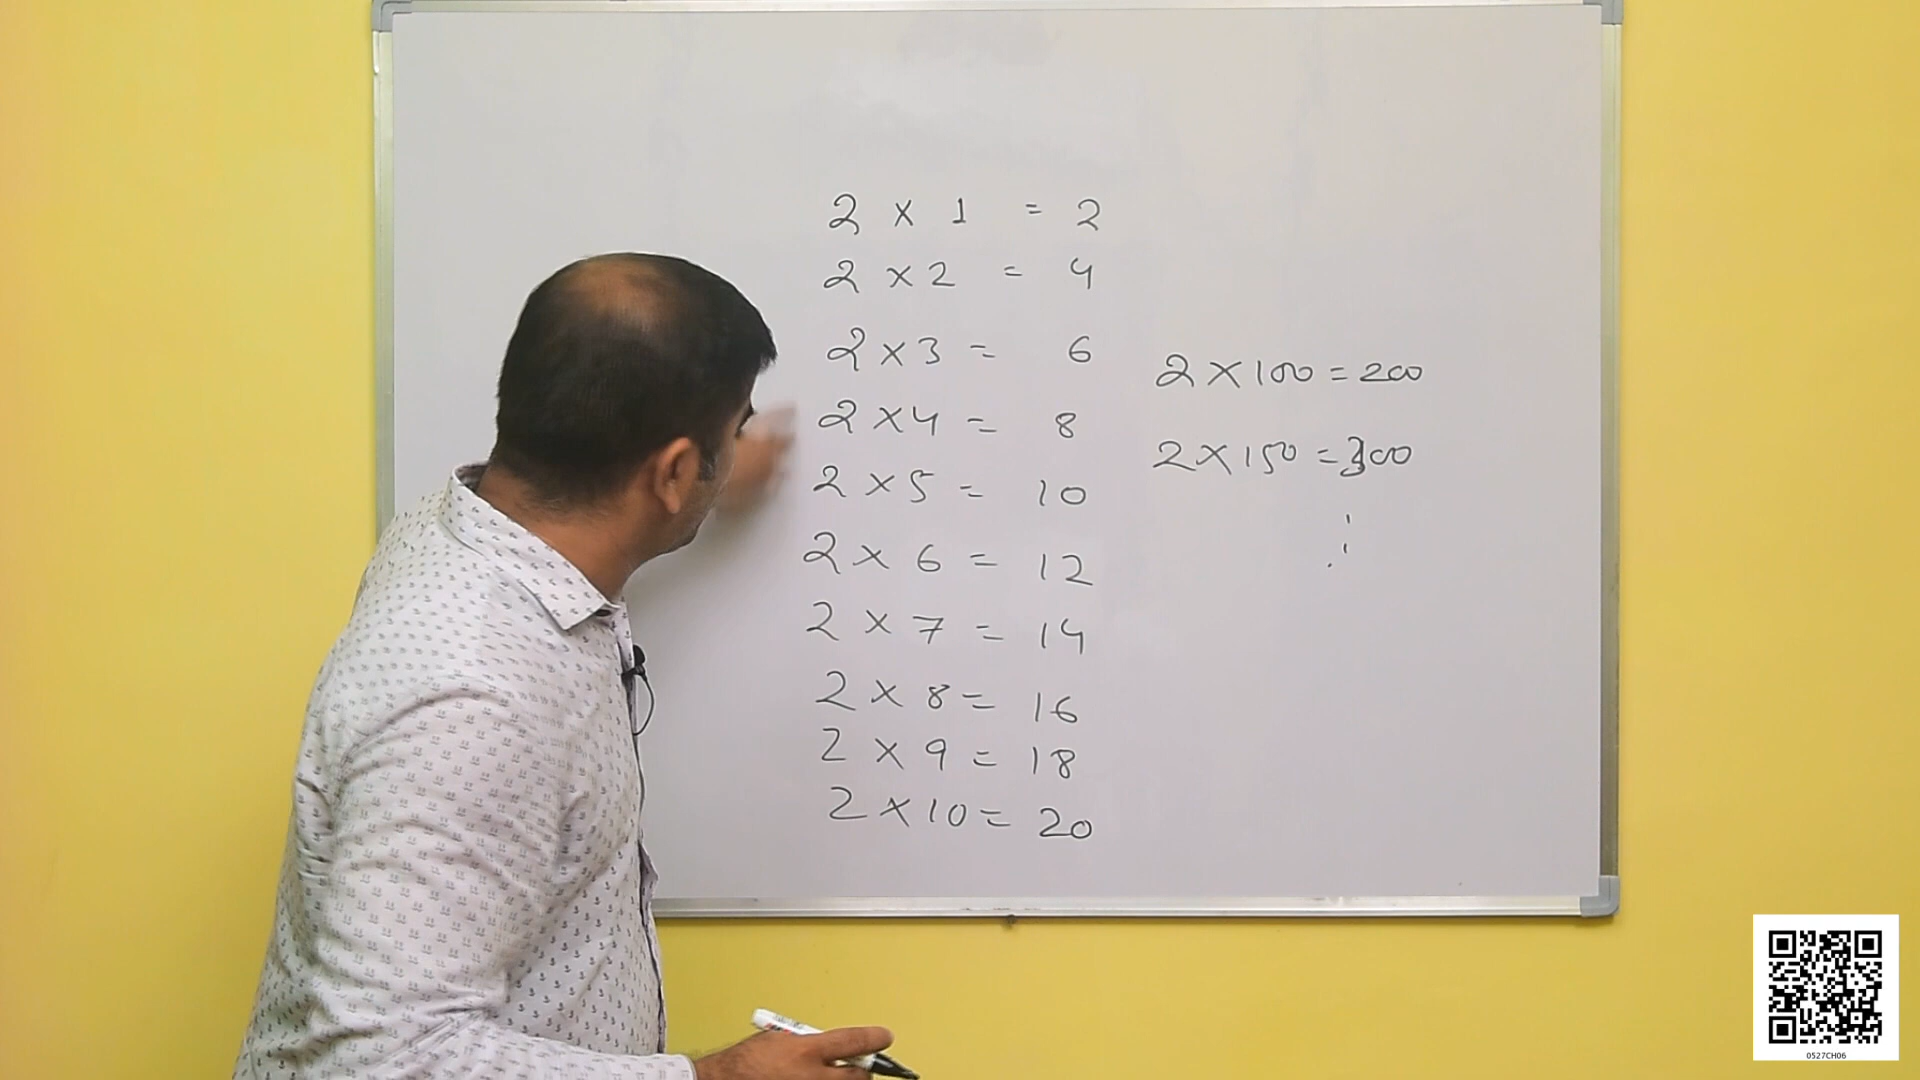 2 × 1 = 2
2 × 2 = 4
2 × 3 = 6
2 × 4 = 8
2 × 5 = 10
2 × 6 = 12
2 × 7 = 14
2 × 8 = 16
2 × 9 = 18
2 × 10 = 20
2 × 100 = 200
2 × 150 = 300
0527CH06